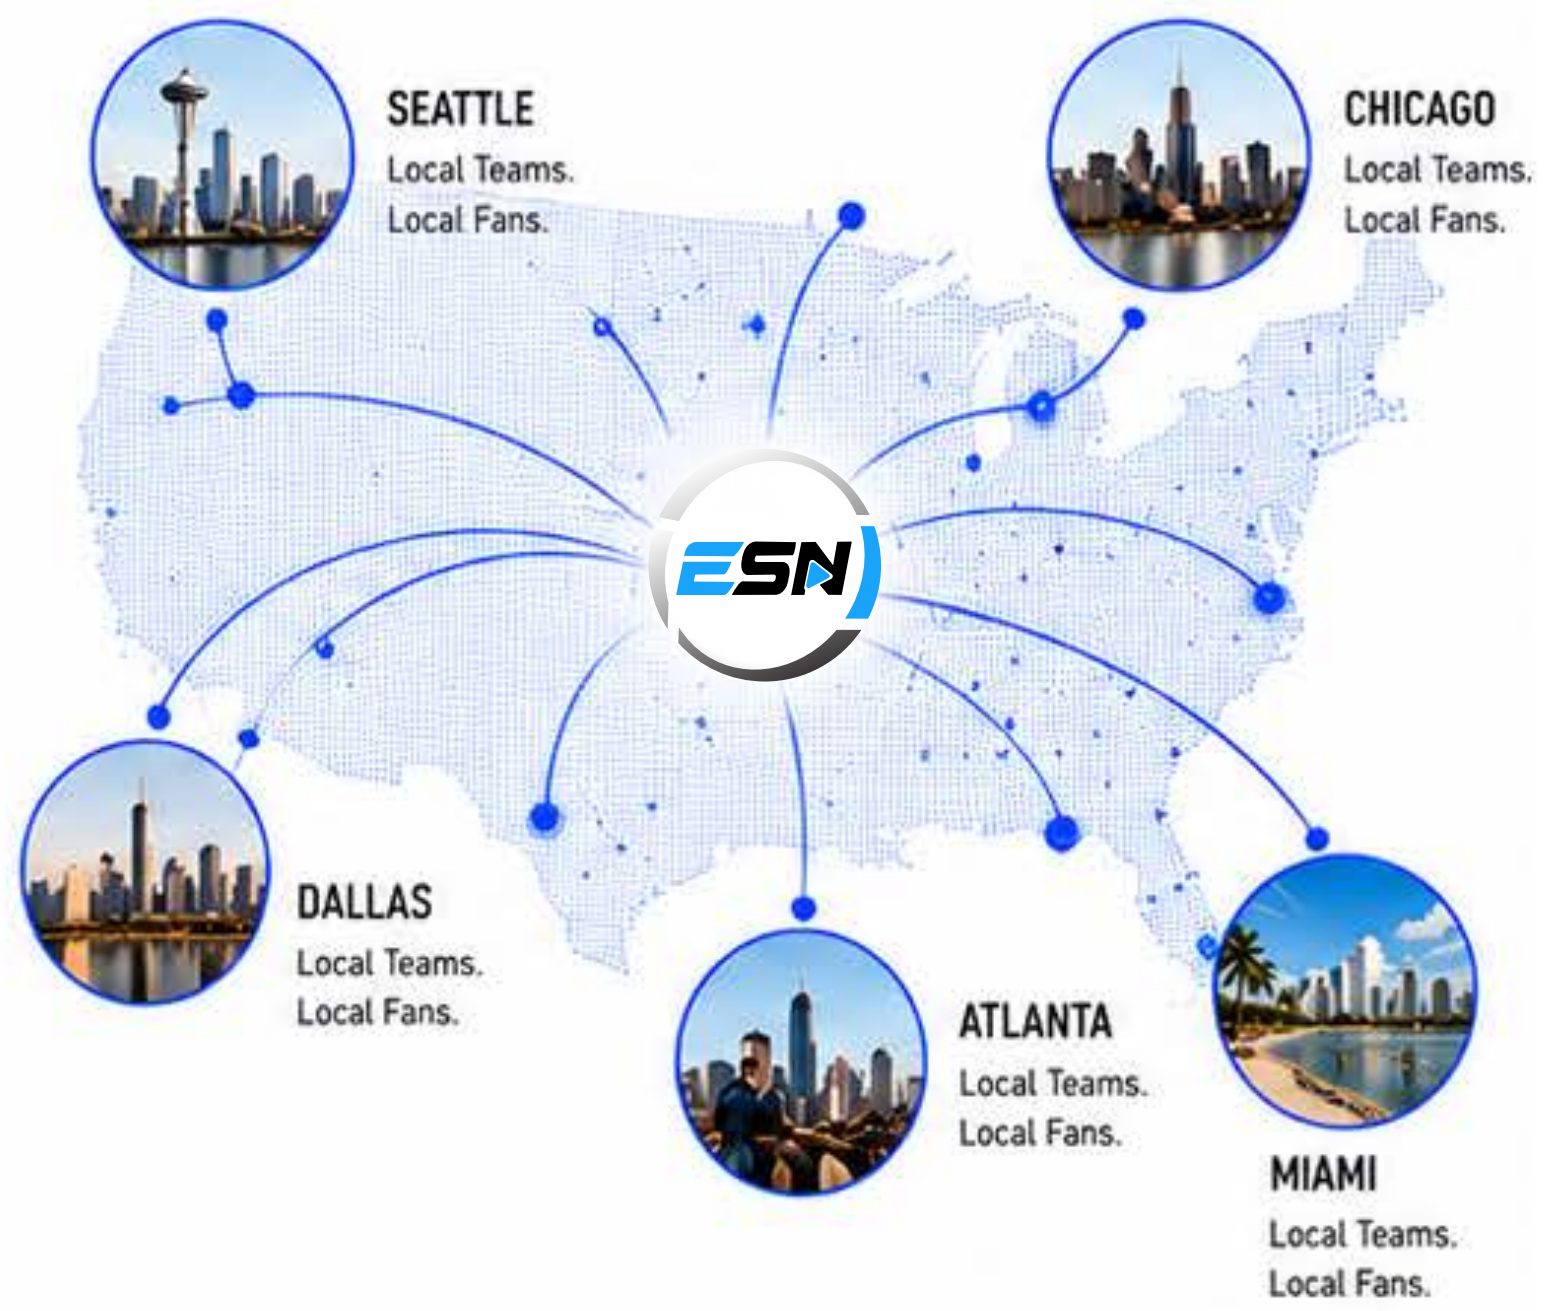 SEATTLE
Local Teams.
Local Fans.
CHICAGO
Local Teams.
Local Fans.
ESN
DALLAS
Local Teams.
Local Fans.
ATLANTA
Local Teams.
Local Fans.
MIAMI
Local Teams.
Local Fans.